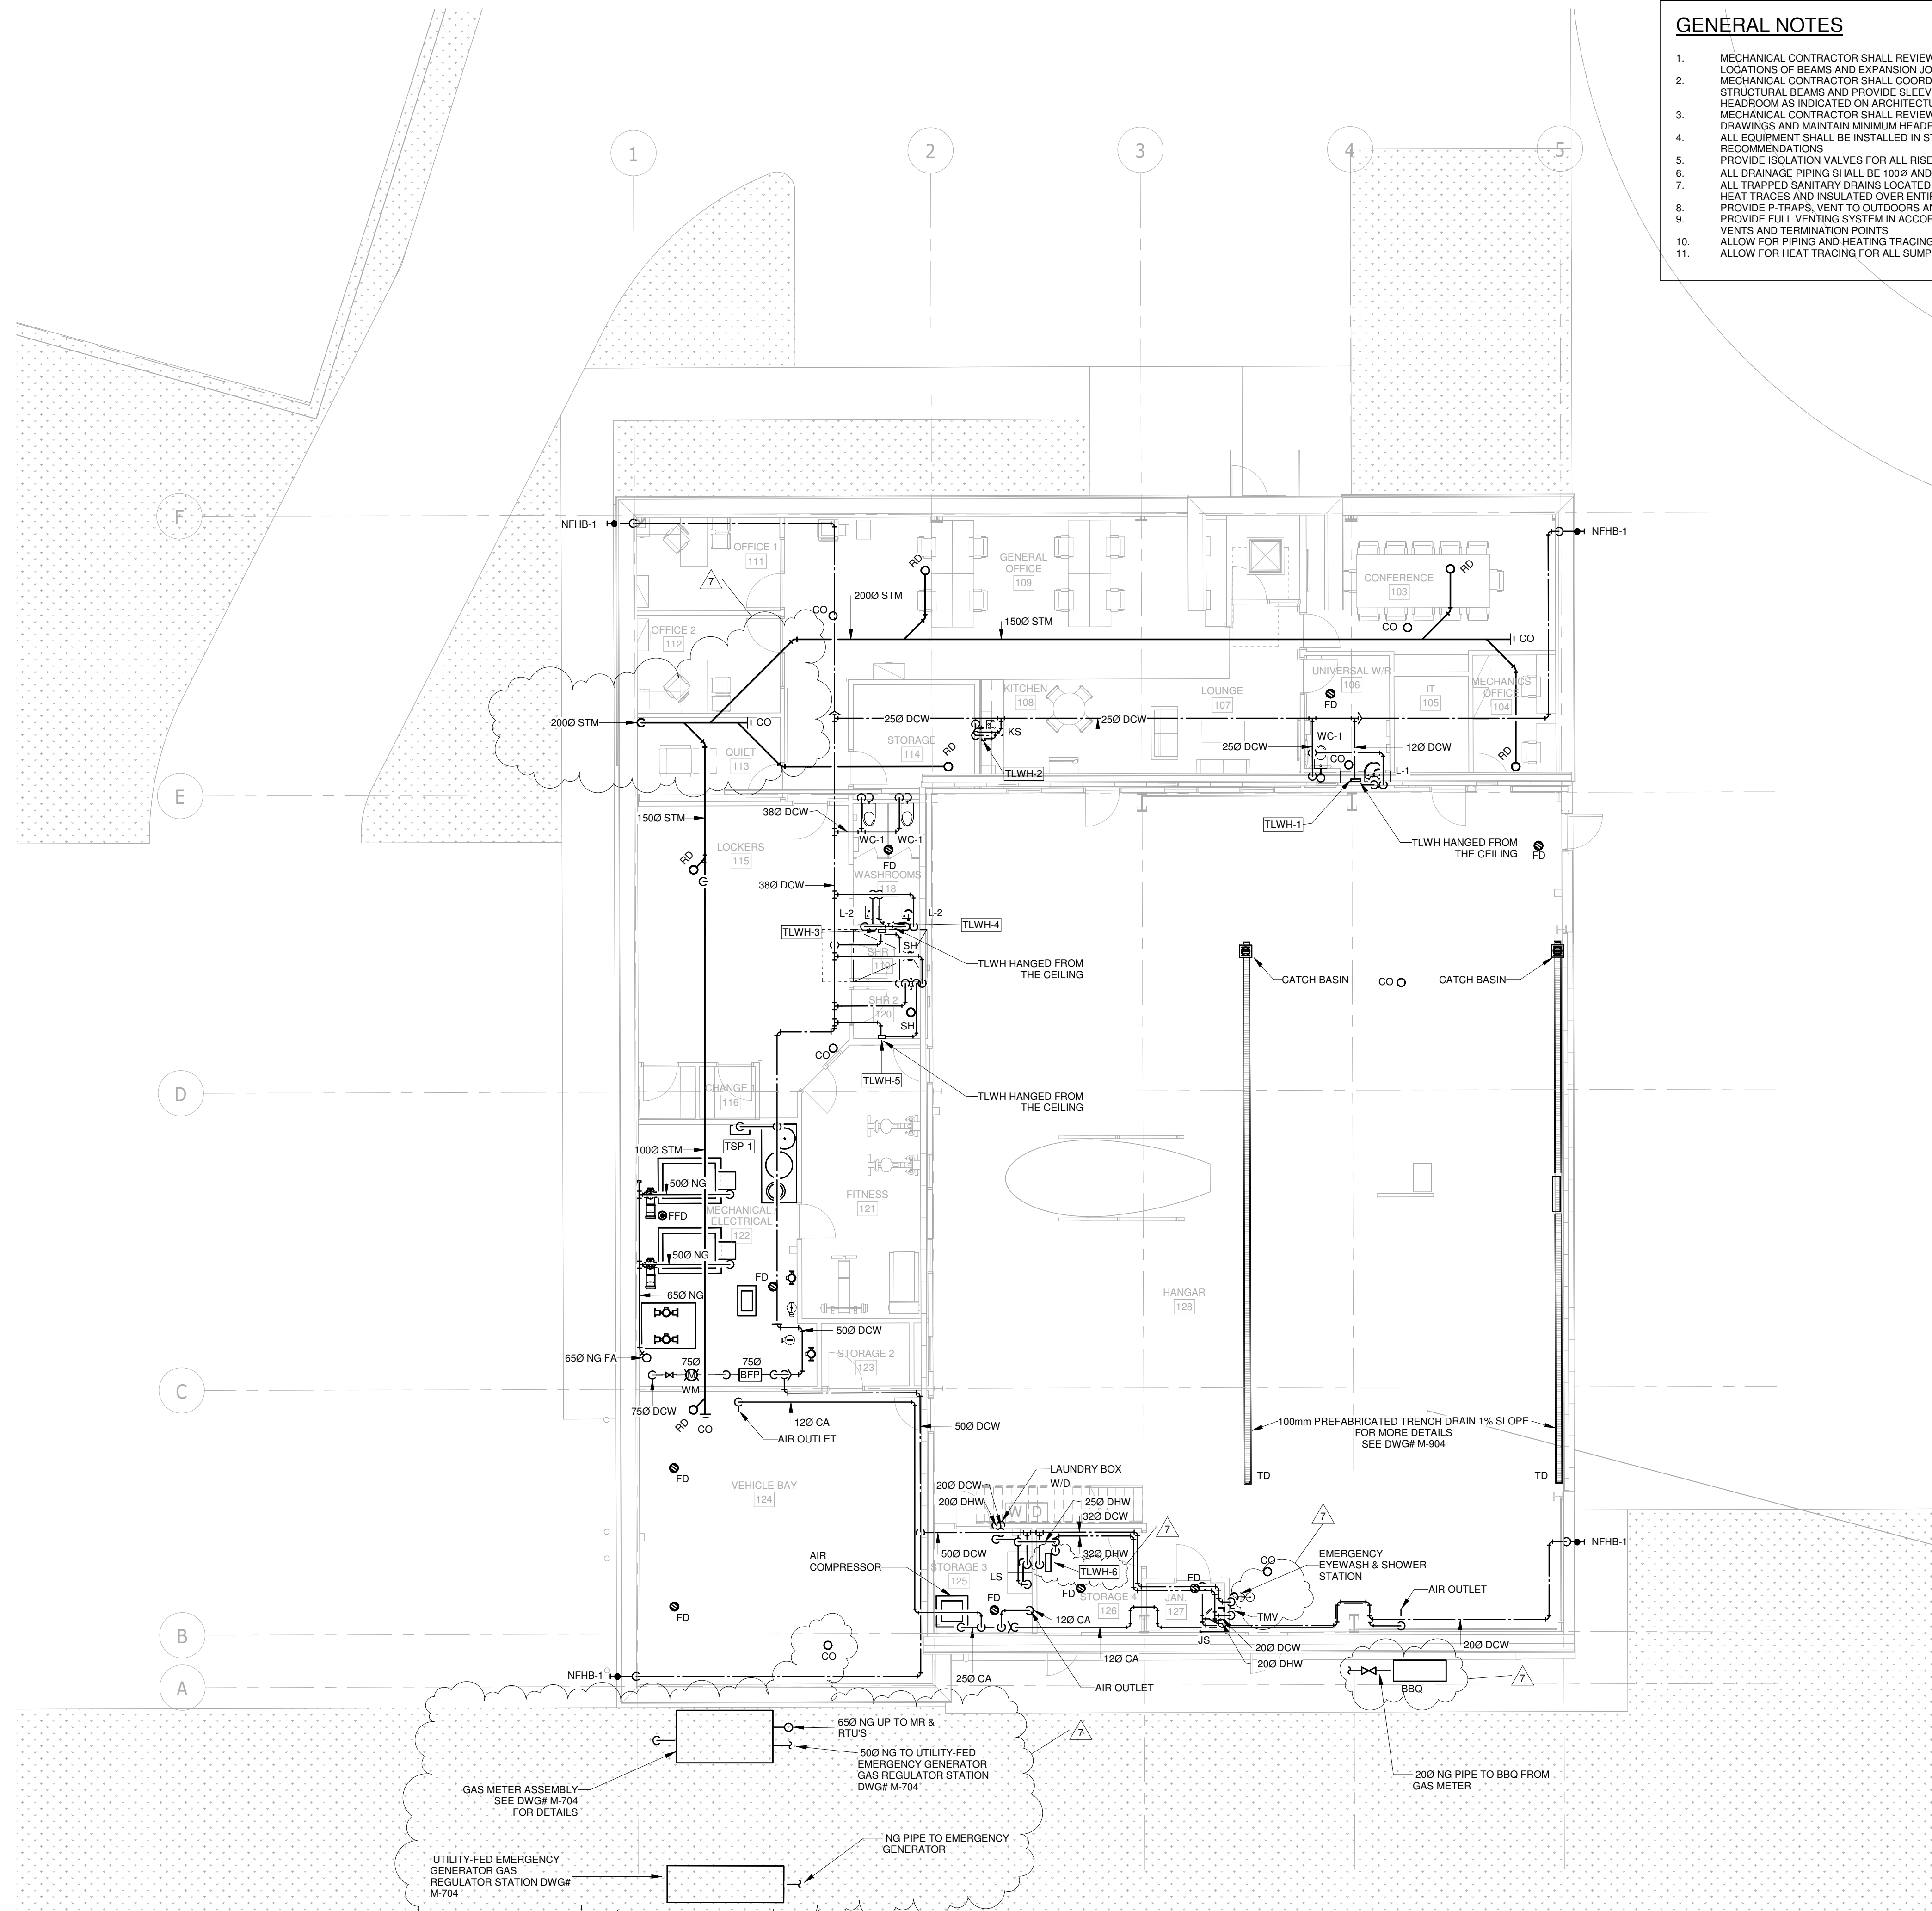 GENERAL NOTES
1. MECHANICAL CONTRACTOR SHALL REVIEW
LOCATIONS OF BEAMS AND EXPANSION JO
2. MECHANICAL CONTRACTOR SHALL COORD
STRUCTURAL BEAMS AND PROVIDE SLEEV
HEADROOM AS INDICATED ON ARCHITECTU
3. MECHANICAL CONTRACTOR SHALL REVIEW
DRAWINGS AND MAINTAIN MINIMUM HEADR
4. ALL EQUIPMENT SHALL BE INSTALLED IN ST
RECOMMENDATIONS
5. PROVIDE ISOLATION VALVES FOR ALL RISE
6. ALL DRAINAGE PIPING SHALL BE 100Ø AND
7. ALL TRAPPED SANITARY DRAINS LOCATED
HEAT TRACES AND INSULATED OVER ENTIR
8. PROVIDE P-TRAPS, VENT TO OUTDOORS AN
9. PROVIDE FULL VENTING SYSTEM IN ACCOR
VENTS AND TERMINATION POINTS
10. ALLOW FOR PIPING AND HEATING TRACING
11. ALLOW FOR HEAT TRACING FOR ALL SUMP
1
2
3
4
5
F
NFHB-1
NFHB-1
OFFICE 1
111
7
RD
GENERAL
OFFICE
109
CONFERENCE
103
RD
CO
200Ø STM
150Ø STM
CO
CO
OFFICE 2
112
UNIVERSAL W/R
106
FD
IT
105
MECHANICS
OFFICE
104
KITCHEN
108
LOUNGE
107
200Ø STM
CO
25Ø DCW
KS
25Ø DCW
WC-1
25Ø DCW
12Ø DCW
CO
STORAGE
114
RD
QUIET
113
TLWH-2
RD
L-1
E
150Ø STM
38Ø DCW
WC-1
WC-1
FD
TLWH-1
TLWH HANGED FROM
THE CEILING
FD
LOCKERS
115
RD
WASHROOMS
118
38Ø DCW
L-2
L-2
TLWH-3
TLWH-4
SH
SHR 1
119
TLWH HANGED FROM
THE CEILING
CATCH BASIN
CO
CATCH BASIN
SHR 2
120
SH
CO
TLWH-5
TLWH HANGED FROM
THE CEILING
D
CHANGE 1
116
TSP-1
100Ø STM
50Ø NG
FFD
MECHANICAL /
ELECTRICAL
122
FITNESS
121
50Ø NG
FD
65Ø NG
HANGAR
128
50Ø DCW
65Ø NG FA
75Ø
M
WM
75Ø
BFP
STORAGE 2
123
C
75Ø DCW
RD
CO
12Ø CA
AIR OUTLET
50Ø DCW
100mm PREFABRICATED TRENCH DRAIN 1% SLOPE
FOR MORE DETAILS
SEE DWG# M-904
TD
TD
FD
VEHICLE BAY
124
LAUNDRY BOX
W/D
20Ø DCW
20Ø DHW
W
D
25Ø DHW
32Ø DCW
7
7
50Ø DCW
32Ø DHW
NFHB-1
AIR
COMPRESSOR
STORAGE 3
125
LS
TLWH-6
CO
EMERGENCY
EYEWASH & SHOWER
STATION
FD
FD
FD
STORAGE 4
126
FD
JAN.
127
TMV
AIR OUTLET
12Ø CA
B
CO
JS
20Ø DCW
20Ø DHW
20Ø DCW
12Ø CA
A
NFHB-1
25Ø CA
AIR OUTLET
BBQ
7
65Ø NG UP TO MR &
RTU'S
7
50Ø NG TO UTILITY-FED
EMERGENCY GENERATOR
GAS REGULATOR STATION
DWG# M-704
GAS METER ASSEMBLY
SEE DWG# M-704
FOR DETAILS
20Ø NG PIPE TO BBQ FROM
GAS METER
NG PIPE TO EMERGENCY
GENERATOR
UTILITY-FED EMERGENCY
GENERATOR GAS
REGULATOR STATION DWG#
M-704